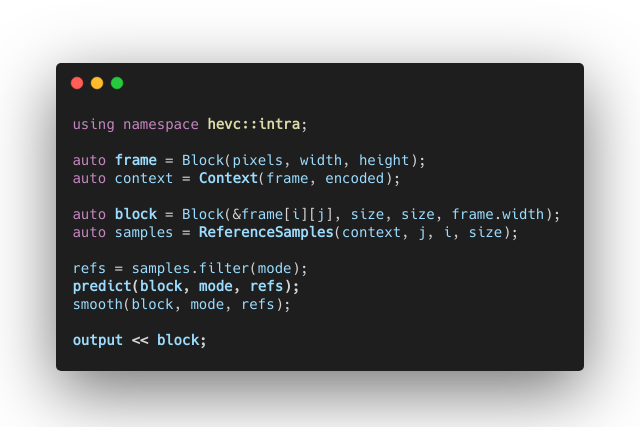 using namespace hevc::intra;
auto frame = Block(pixels, width, height);
auto context = Context(frame, encoded);
auto block = Block(&frame[i][j], size, size, frame.width);
auto samples = ReferenceSamples(context, j, i, size);
refs = samples.filter(mode);
predict(block, mode, refs);
smooth(block, mode, refs);
output << block;